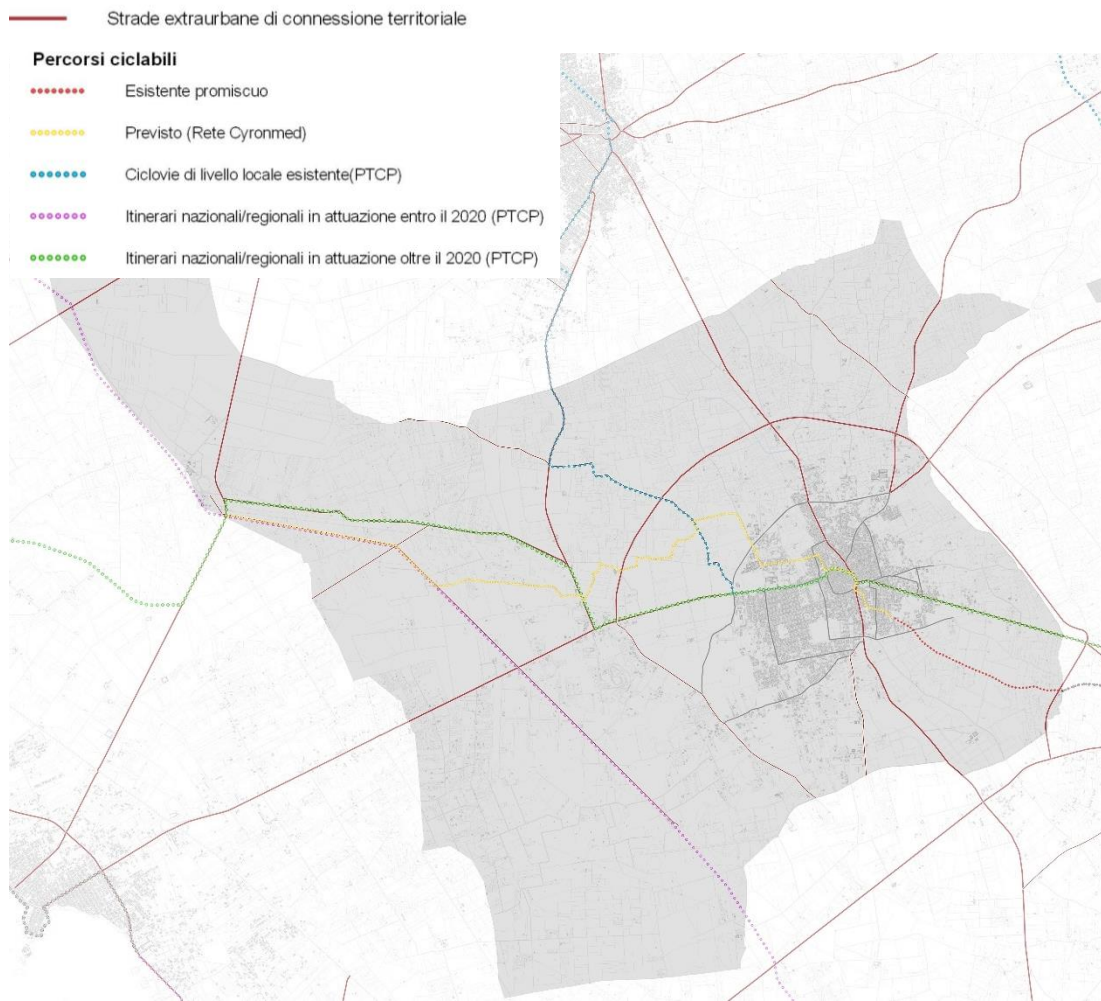 Strade extraurbane di connessione territoriale
Percorsi ciclabili
Esistente promiscuo
Previsto (Rete Cyronmed)
Ciclovie di livello locale esistente(PTCP)
Itinerari nazionali/regionali in attuazione entro il 2020 (PTCP)
Itinerari nazionali/regionali in attuazione oltre il 2020 (PTCP)